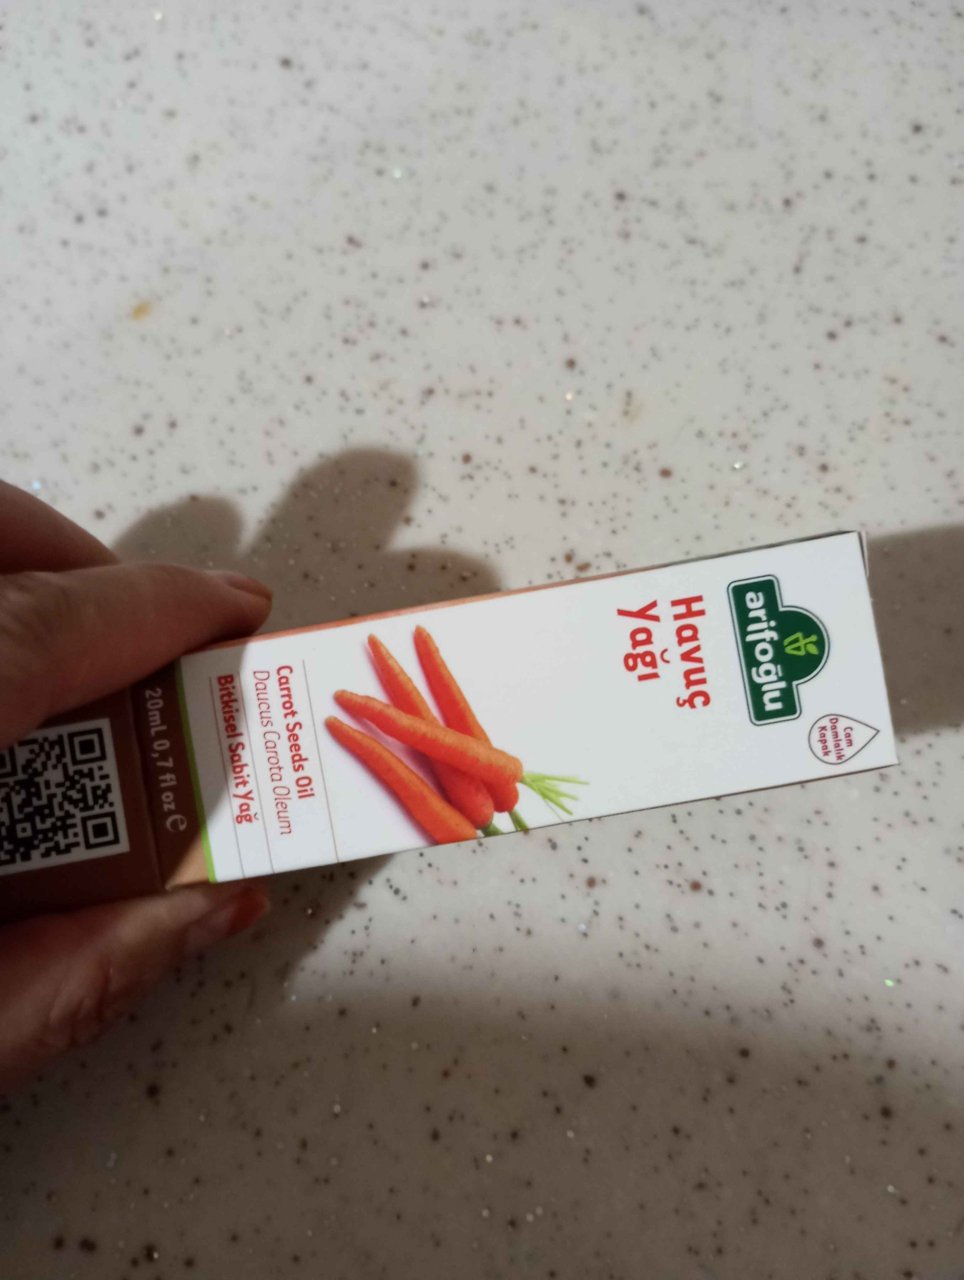 arifoğlu
Cam
Damlalık
Kapak
Havuç
Yağı
Carrot Seeds Oil
Daucus Carota Oleum
Bitkisel Sabit Yağ
20mL 0,7 fl oz e